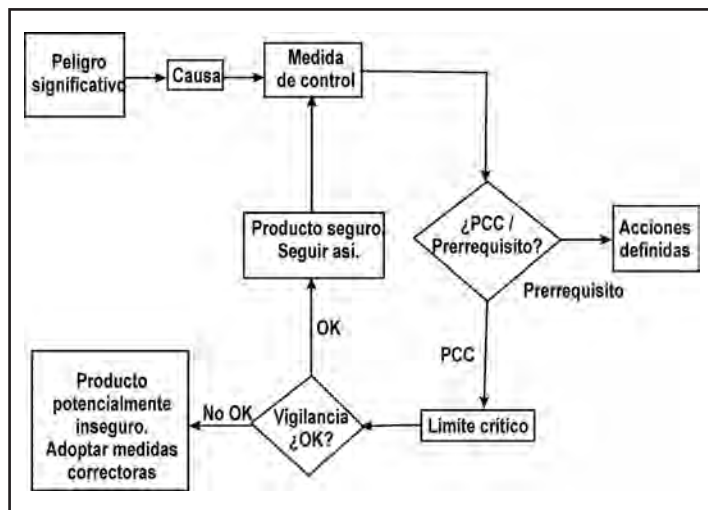 Peligro
significativo
Causa
Medida
de control
¿PCC /
Prerrequisito?
Acciones
definidas
Prerrequisito
PCC
Producto seguro.
Seguir así.
OK
Limite crítico
Vigilancia
¿OK?
No OK
Producto
potencialmente
inseguro.
Adoptar medidas
correctoras